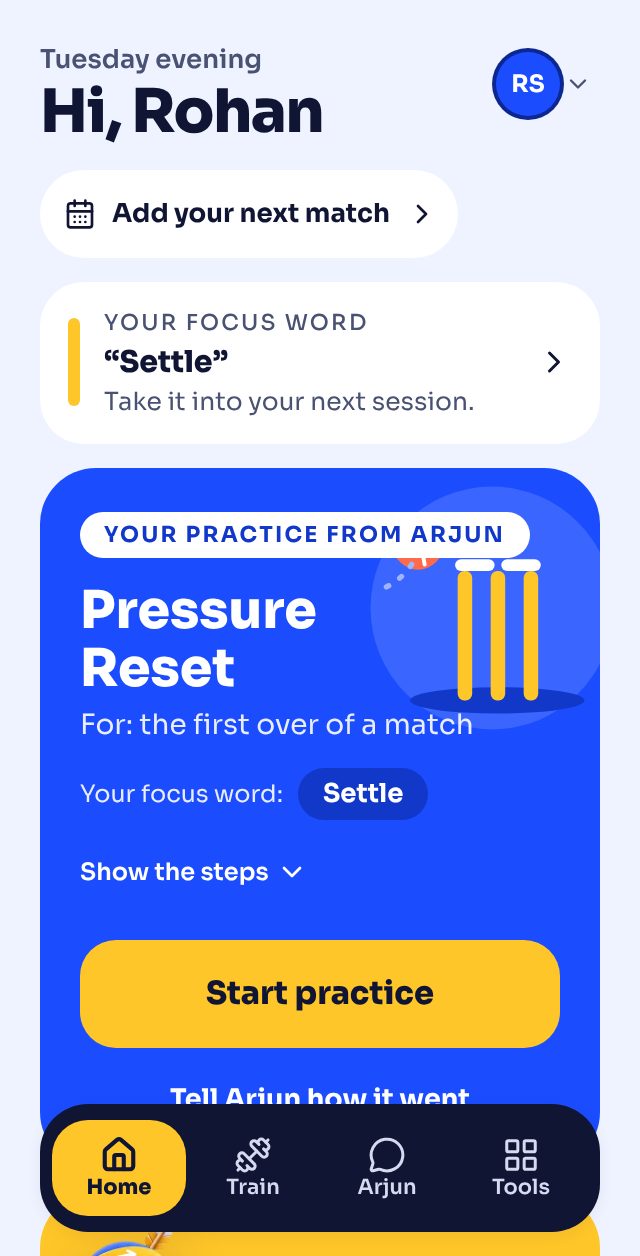 Tuesday evening
Hi, Rohan
RS
Add your next match
YOUR FOCUS WORD
“Settle”
Take it into your next session.
YOUR PRACTICE FROM ARJUN
Pressure
Reset
For: the first over of a match
Your focus word: Settle
Show the steps
Start practice
Tell Arjun how it went
Home Train Arjun Tools